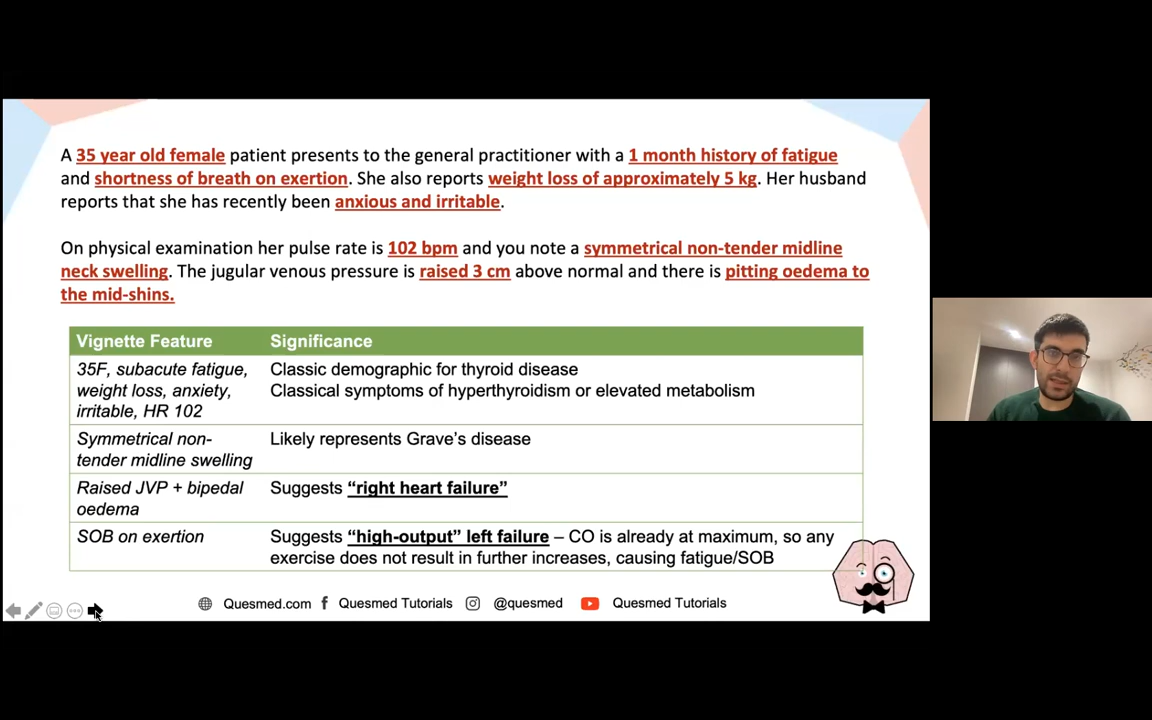 A 35 year old female patient presents to the general practitioner with a 1 month history of fatigue
and shortness of breath on exertion. She also reports weight loss of approximately 5 kg. Her husband
reports that she has recently been anxious and irritable.
On physical examination her pulse rate is 102 bpm and you note a symmetrical non-tender midline
neck swelling. The jugular venous pressure is raised 3 cm above normal and there is pitting oedema to
the mid-shins.
Vignette Feature
Significance
35F, subacute fatigue,
weight loss, anxiety,
irritable, HR 102
Classic demographic for thyroid disease
Classical symptoms of hyperthyroidism or elevated metabolism
Symmetrical non-
tender midline swelling
Likely represents Grave's disease
Raised JVP + bipedal
oedema
Suggests "right heart failure"
SOB on exertion
Suggests "high-output" left failure – CO is already at maximum, so any
exercise does not result in further increases, causing fatigue/SOB
Quesmed.com
Quesmed Tutorials
@quesmed
Quesmed Tutorials